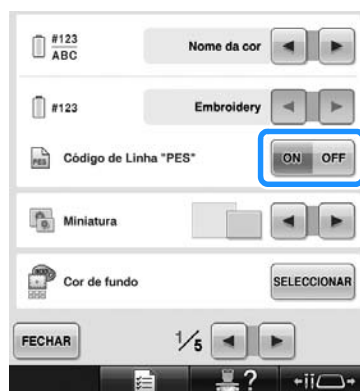 #123
ABC
Nome da cor
#123
Embroidery
PES
Código de Linha "PES"
ON OFF
Miniatura
Cor de fundo
SELECCIONAR
FECHAR
1/5
?